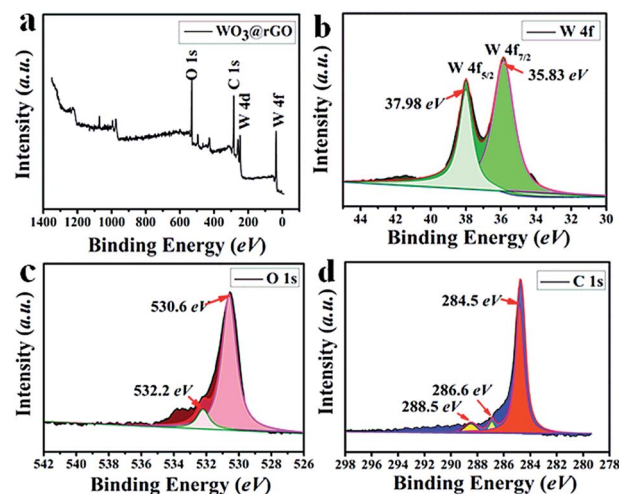 a
WO₃@rGO
O 1s
C 1s
W 4d
W 4f
Intensity (a.u.)
1400 1200 1000 800 600 400 200 0
Binding Energy (eV)
b
W 4f
W 4f₇/₂
W 4f₅/₂
35.83 eV
37.98 eV
Intensity (a.u.)
44 42 40 38 36 34 32 30
Binding Energy (eV)
c
O 1s
530.6 eV
532.2 eV
Intensity (a.u.)
542 540 538 536 534 532 530 528 526
Binding Energy (eV)
d
C 1s
284.5 eV
286.6 eV
288.5 eV
Intensity (a.u.)
298 296 294 292 290 288 286 284 282 280 278
Binding Energy (eV)